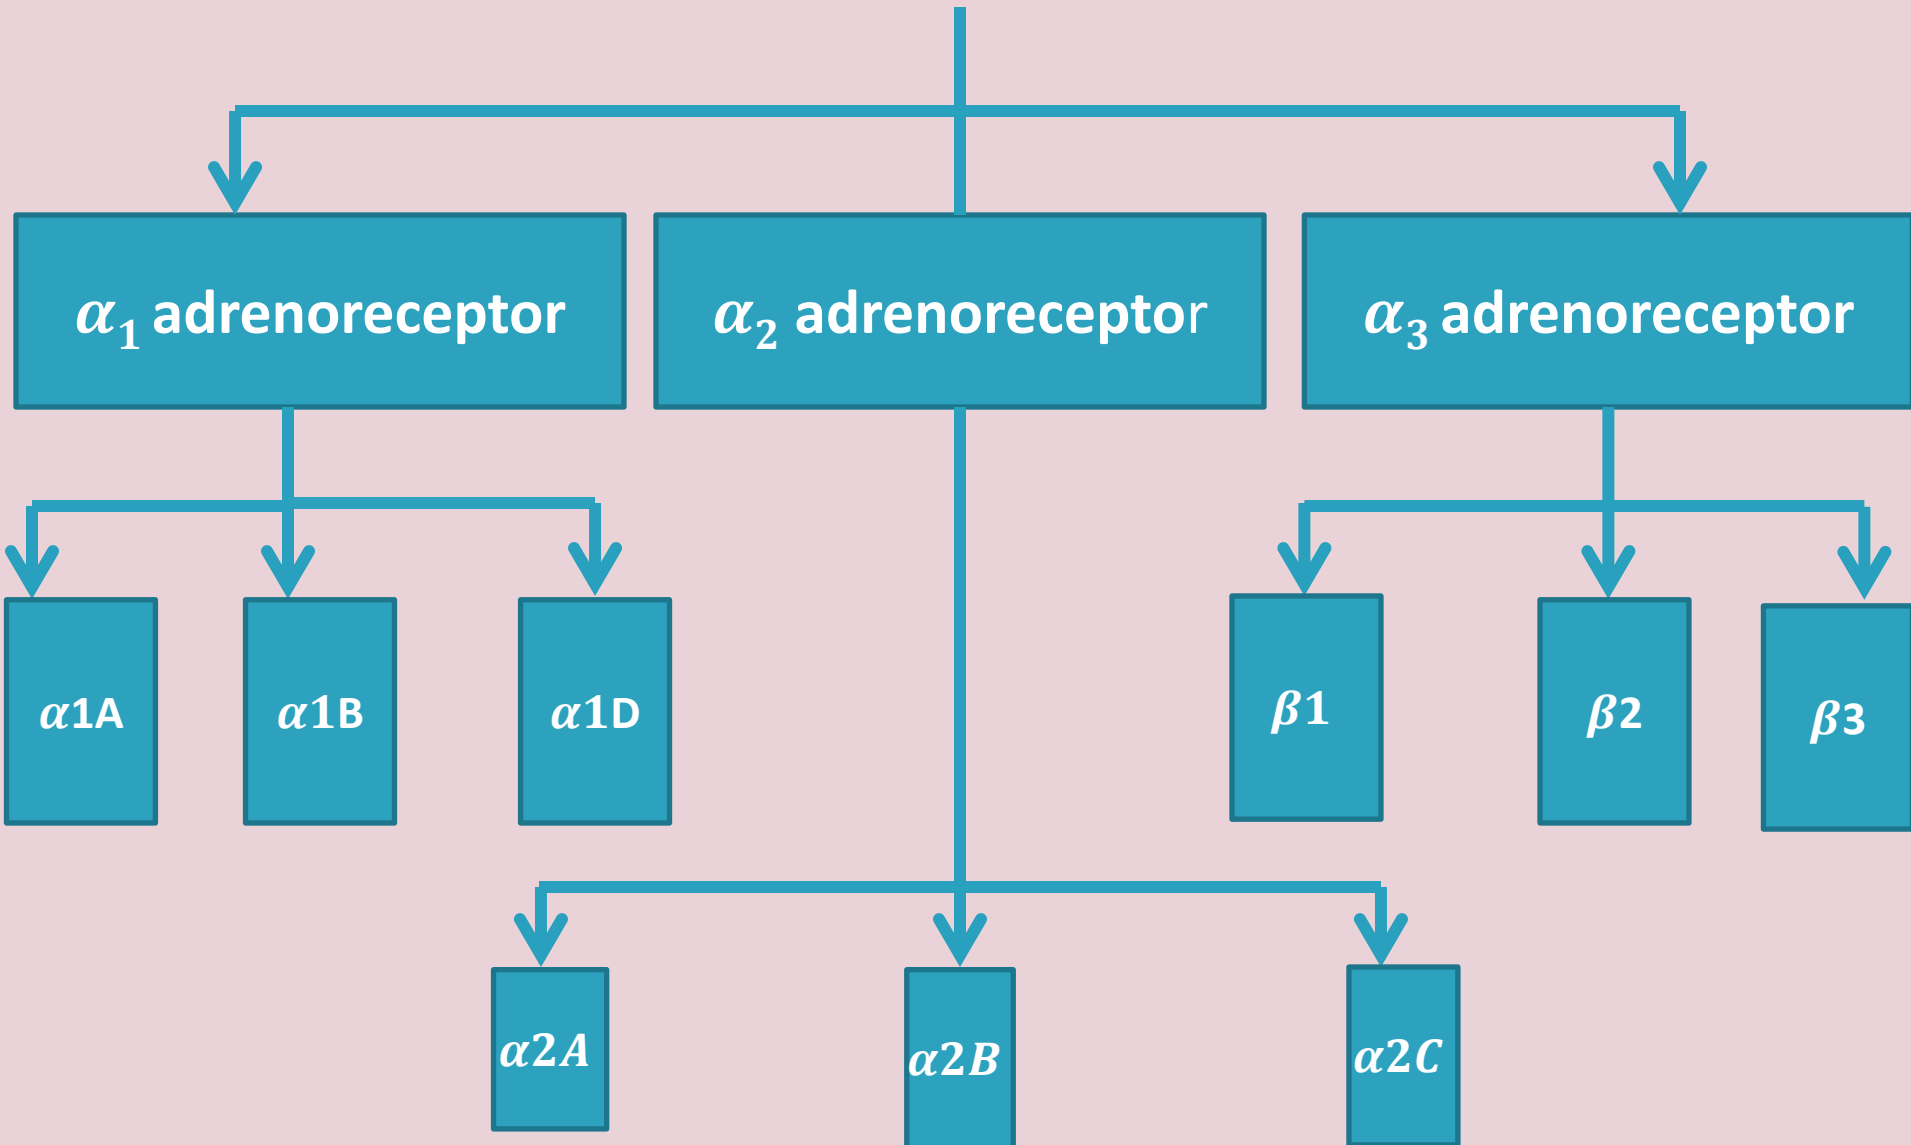 α₁ adrenoreceptor
α₂ adrenoreceptor
α₃ adrenoreceptor
α1A
α1B
α1D
β1
β2
β3
α2A
α2B
α2C